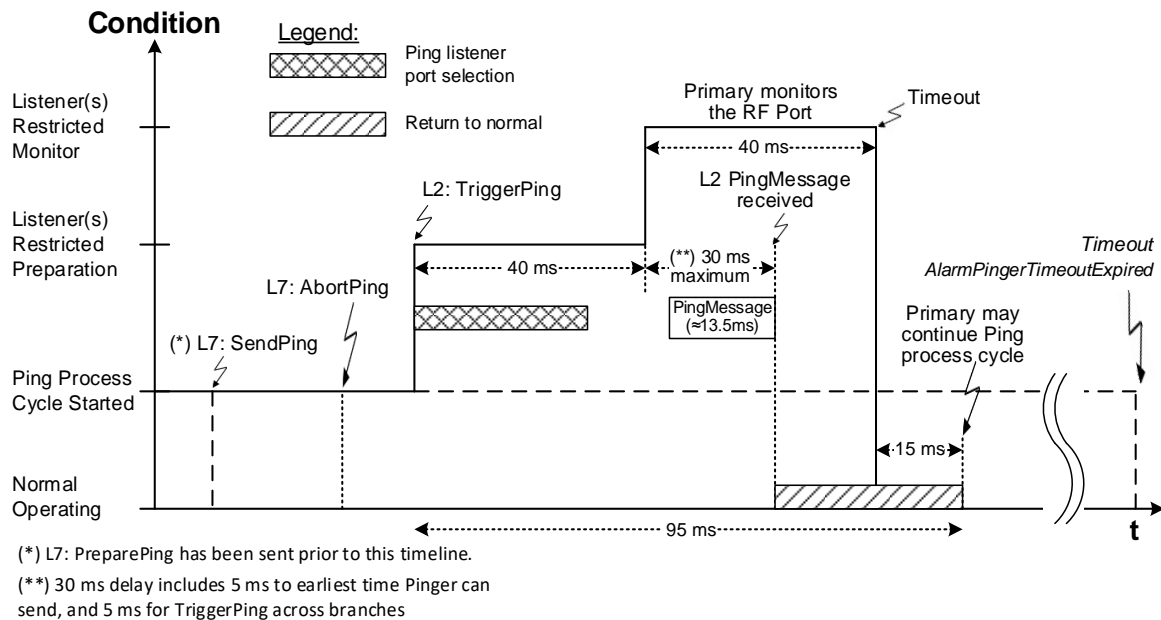 Condition
Legend:
Ping listener
port selection
Return to normal
Listener(s)
Restricted
Monitor
Primary monitors
the RF Port
Timeout
40 ms
L2: TriggerPing
L2 PingMessage
received
Listener(s)
Restricted
Preparation
40 ms
(**) 30 ms
maximum
Timeout
AlarmPingerTimeoutExpired
L7: AbortPing
PingMessage
(≈13.5ms)
Primary may
continue Ping
process cycle
(*) L7: SendPing
Ping Process
Cycle Started
15 ms
Normal
Operating
95 ms
t
(*) L7: PreparePing has been sent prior to this timeline.
(**) 30 ms delay includes 5 ms to earliest time Pinger can
send, and 5 ms for TriggerPing across branches